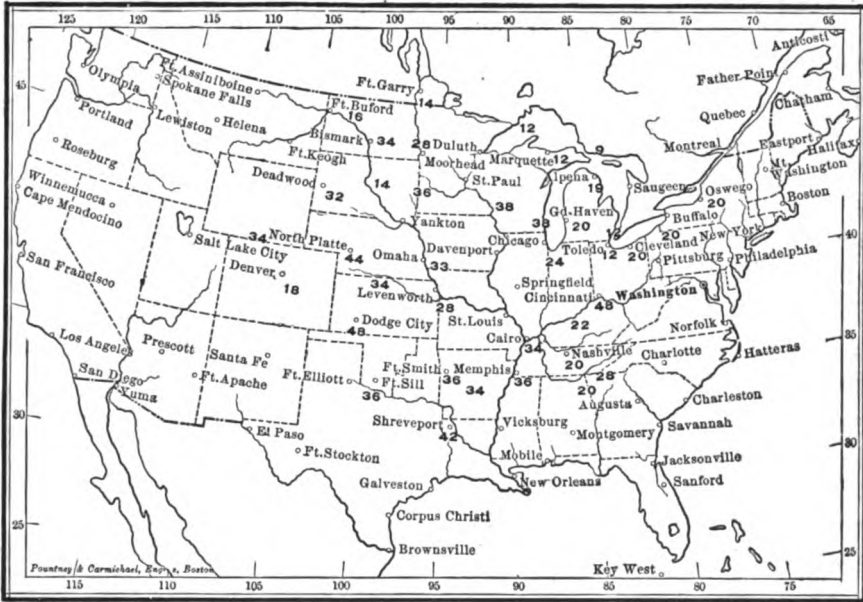 125 120 115 110 105 100 95 90 85 80 75 70 65
Anticosti
Ft.Assiniboine
Olympia
Spokane Falls
Ft.Garry
Father Point
45
14
Ft.Buford
16
Quebec
Chatham
Portland
Lewiston
Helena
12
Bismark 34
28 Duluth
9
Montreal
Eastport
Halifax
Roseburg
Ft.Keogh
Moorhead
Marquette 12
Mt.
Washington
Deadwood
32
14
36
St.Paul
Alpena
19
Saugeen
Oswego
20
Boston
Winnemucca
Cape Mendocino
38
Gd.Haven
20
Buffalo
Yankton
38
Chicago
20
New York
40
Salt Lake City
34
North Platte
44
Omaha
Davenport
33
24
Toledo
12
Cleveland
20
Pittsburg
Philadelphia
San Francisco
Denver
18
34
Levenworth
28
Springfield
Cincinnati
48
Washington
Dodge City
48
St.Louis
22
Norfolk
35
Los Angeles
Prescott
Santa Fe
Cairo
34
Nashville
20
Charlotte
Hatteras
San Diego
Yuma
Ft.Apache
Ft.Elliott
Ft.Smith
Ft.Sill
36
36
Memphis
34
36
28
20
Augusta
Charleston
30
El Paso
Shreveport
42
Vicksburg
Montgomery
Savannah
30
Ft.Stockton
Mobile
Jacksonville
Galveston
New Orleans
Sanford
25
Corpus Christi
Brownsville
25
Pountney & Carmichael, Eng'rs, Boston
Key West
115 110 105 100 95 90 85 80 75